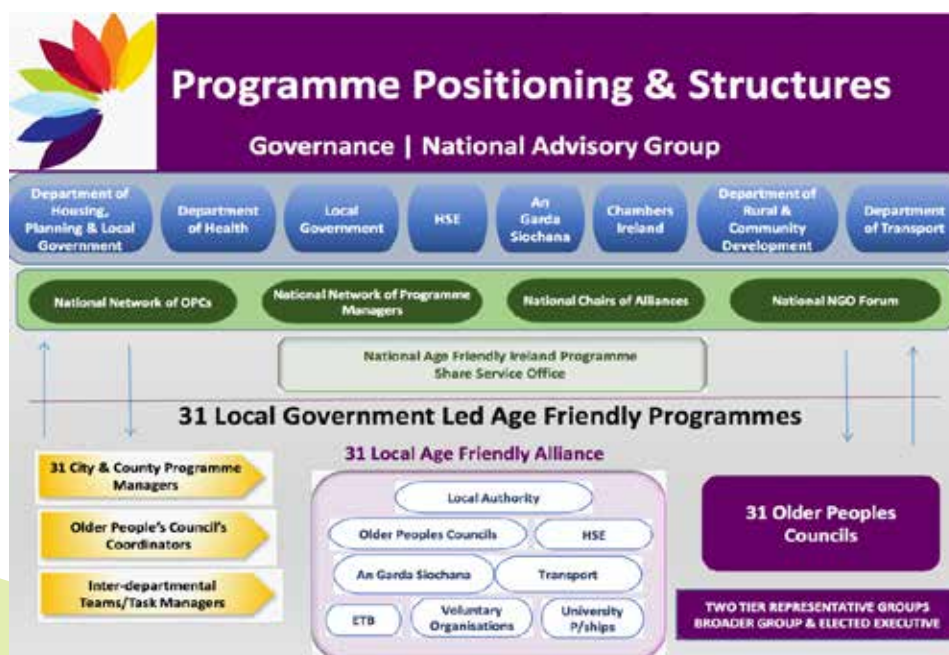 Programme Positioning & Structures
Governance | National Advisory Group
Department of
Housing,
Planning & Local
Government
Department
of Health
Local
Government
HSE
An
Garda
Siochana
Chambers
Ireland
Department of
Rural &
Community
Development
Department
of Transport
National Network of OPCs
National Network of Programme
Managers
National Chairs of Alliances
National NGO Forum
National Age Friendly Ireland Programme
Share Service Office
31 Local Government Led Age Friendly Programmes
31 City & County Programme
Managers
Older People's Council's
Coordinators
Inter-departmental
Teams/Task Managers
31 Local Age Friendly Alliance
Local Authority
Older Peoples Councils
HSE
An Garda Siochana
Transport
ETB
Voluntary
Organisations
University
P/ships
31 Older Peoples
Councils
TWO TIER REPRESENTATIVE GROUPS
BROADER GROUP & ELECTED EXECUTIVE